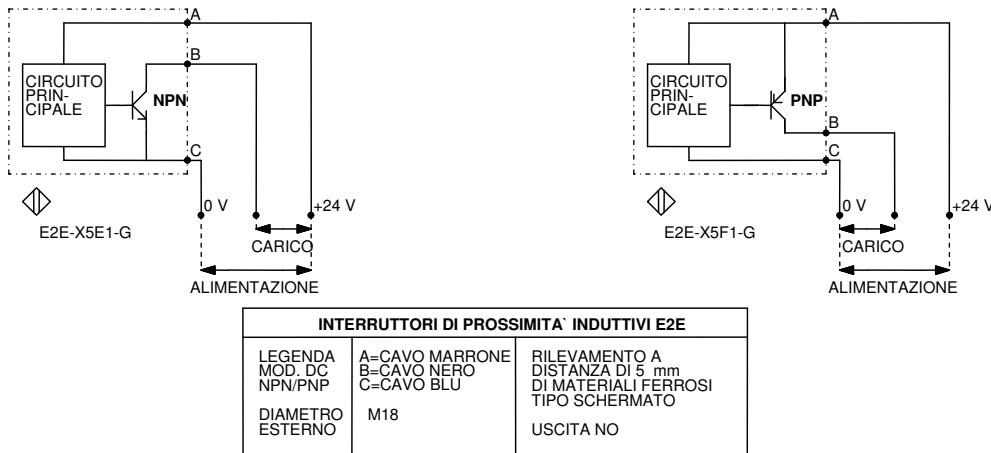 A
B
CIRCUITO
PRIN-
CIPALE
NPN
C
0 V
+24 V
E2E-X5E1-G
CARICO
ALIMENTAZIONE
A
CIRCUITO
PRIN-
CIPALE
PNP
B
C
0 V
+24 V
E2E-X5F1-G
CARICO
ALIMENTAZIONE
INTERRUTTORI DI PROSSIMITA` INDUTTIVI E2E
LEGENDA
MOD. DC
NPN/PNP
A=CAVO MARRONE
B=CAVO NERO
C=CAVO BLU
RILEVAMENTO A
DISTANZA DI 5 mm
DI MATERIALI FERROSI
TIPO SCHERMATO
DIAMETRO
ESTERNO
M18
USCITA NO